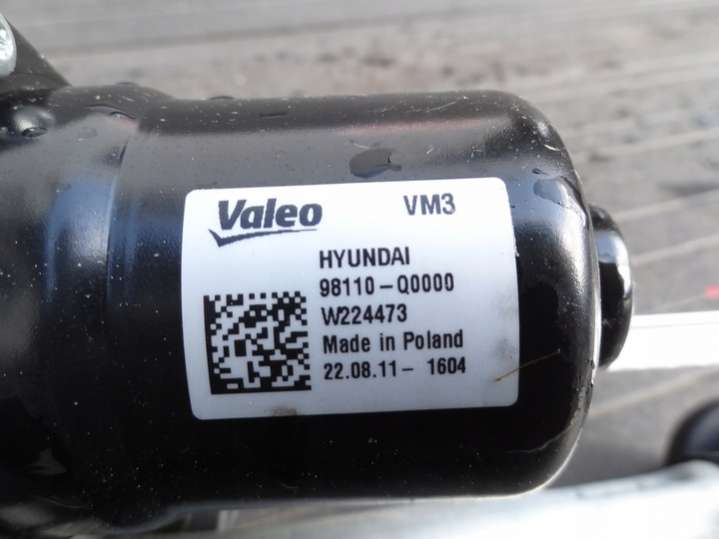 Valeo VM3
HYUNDAI
98110-Q0000
W224473
Made in Poland
22.08.11- 1604